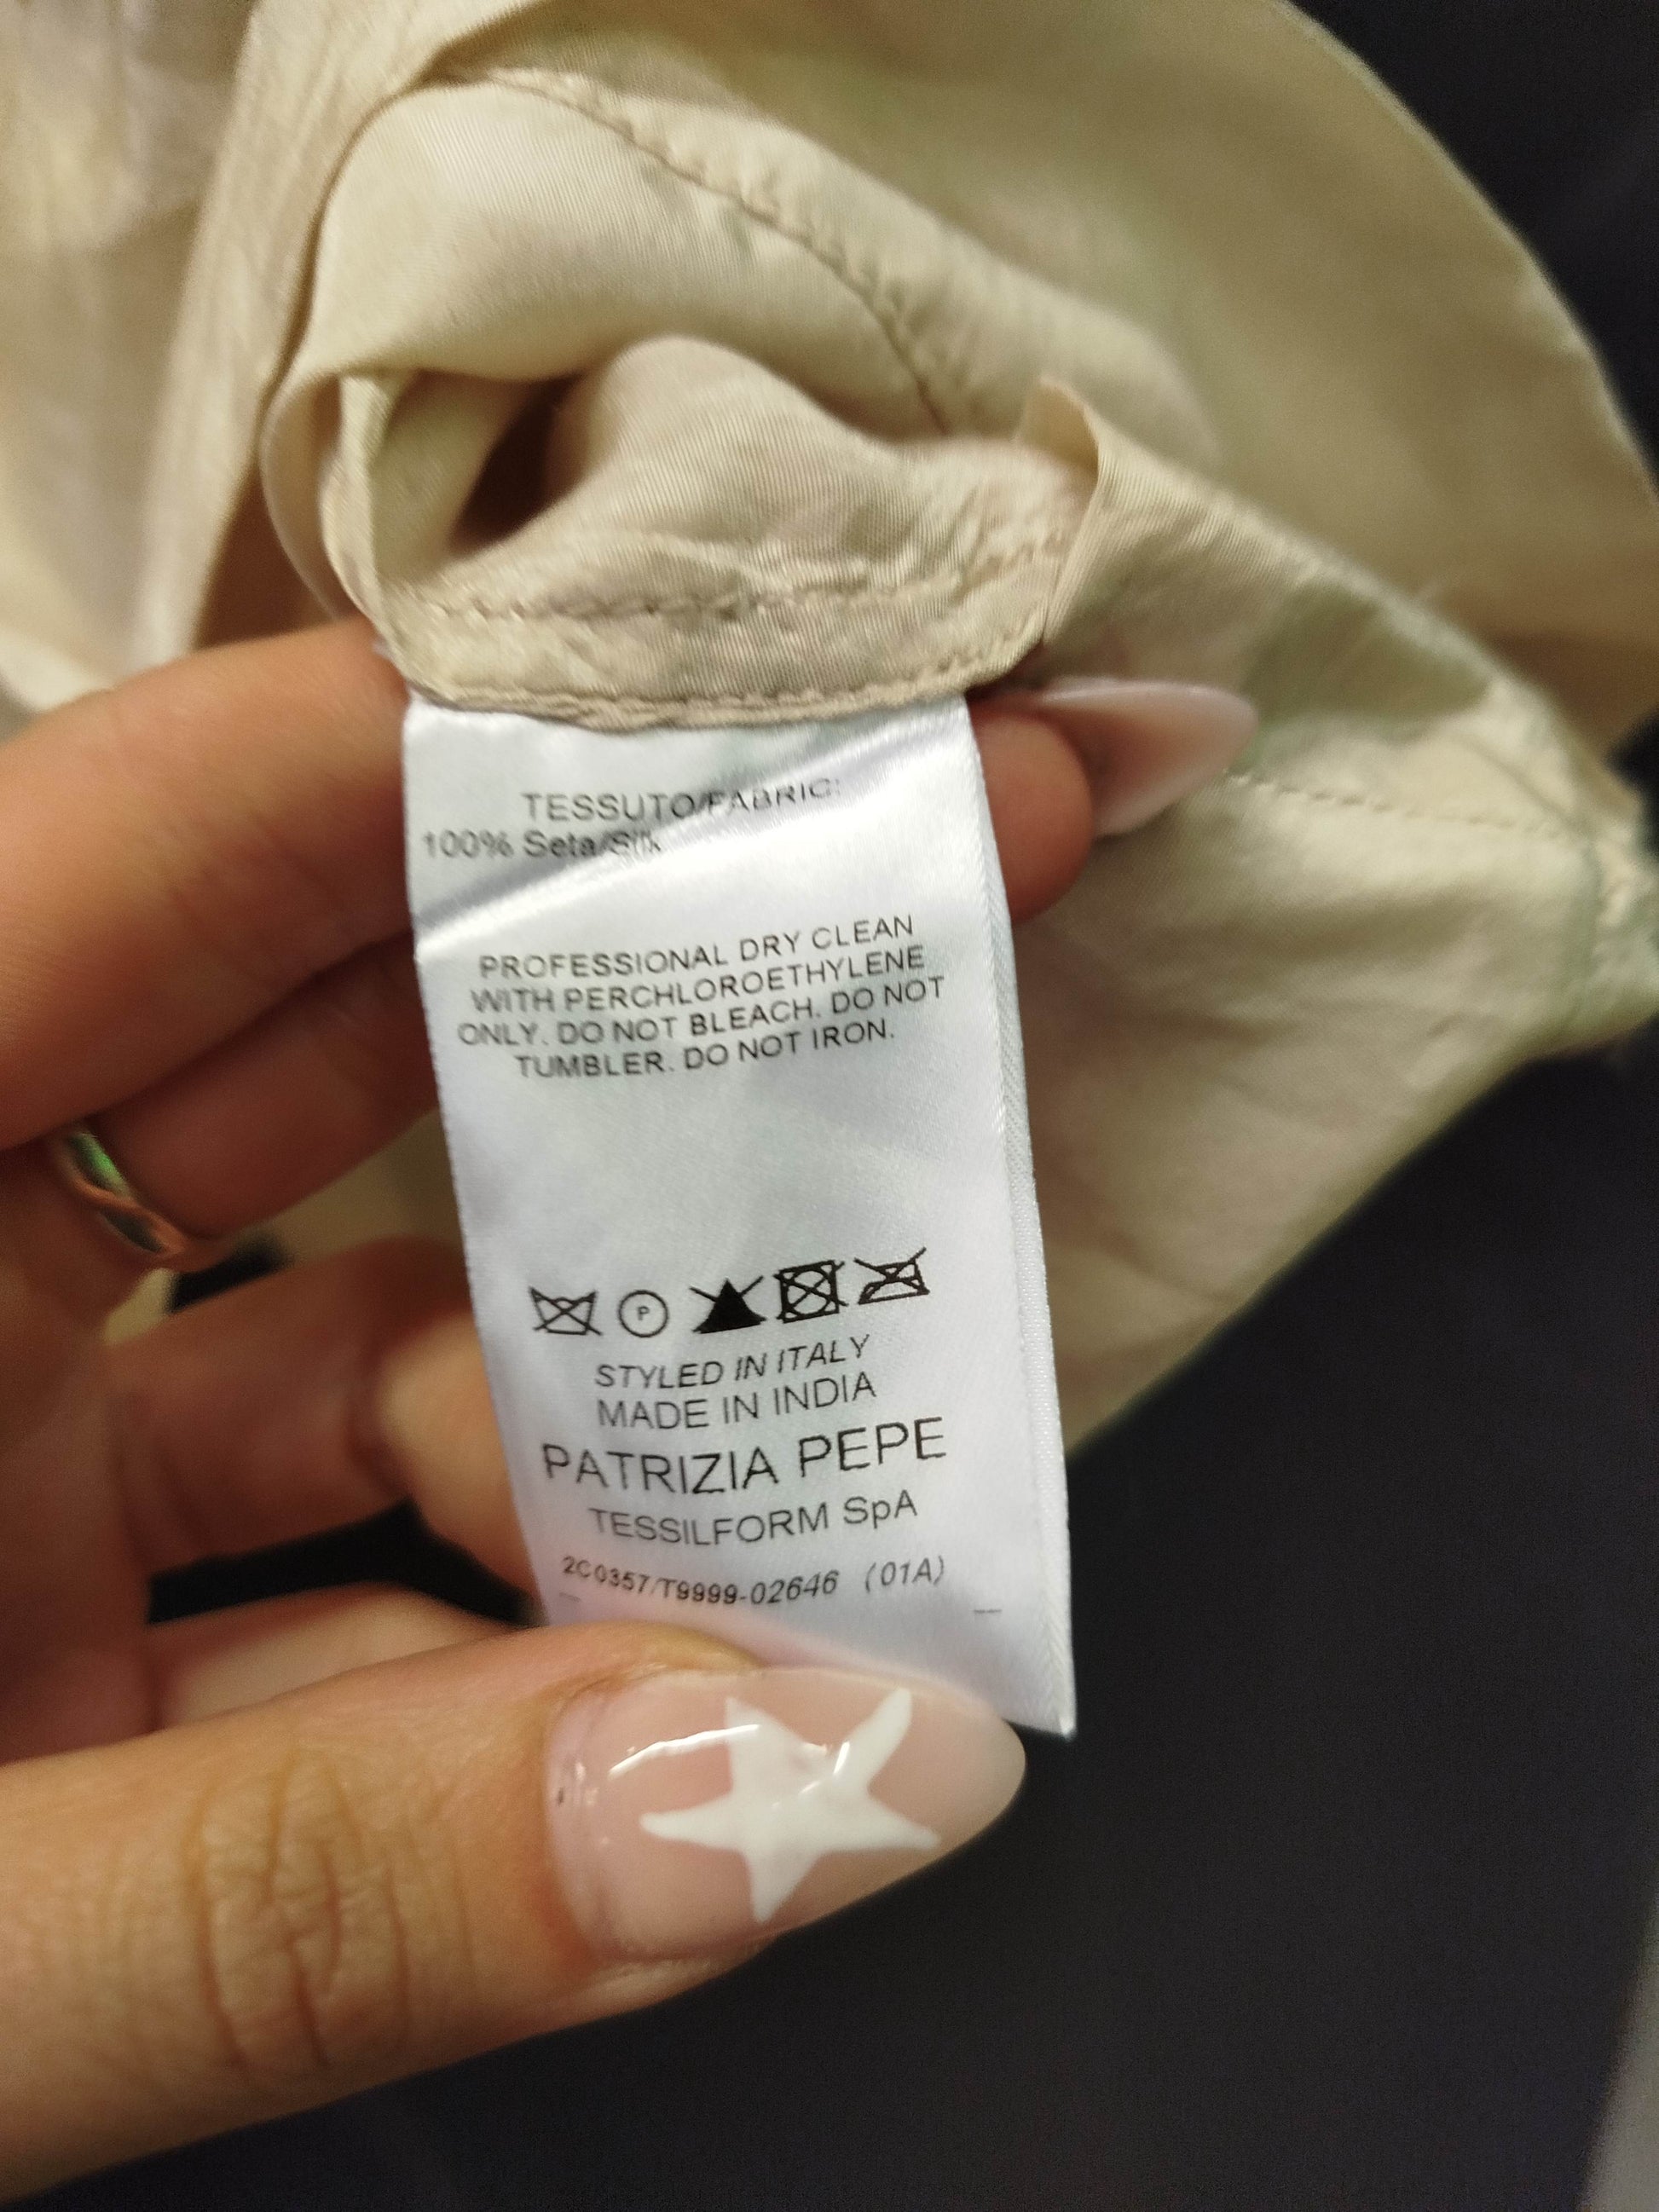 TESSUTO/FABRIC:
100% Seta/Silk
PROFESSIONAL DRY CLEAN
WITH PERCHLOROETHYLENE
ONLY. DO NOT BLEACH. DO NOT
TUMBLER. DO NOT IRON.
P
STYLED IN ITALY
MADE IN INDIA
PATRIZIA PEPE
TESSILFORM SpA
2C0357/T9999-02646 (01A)